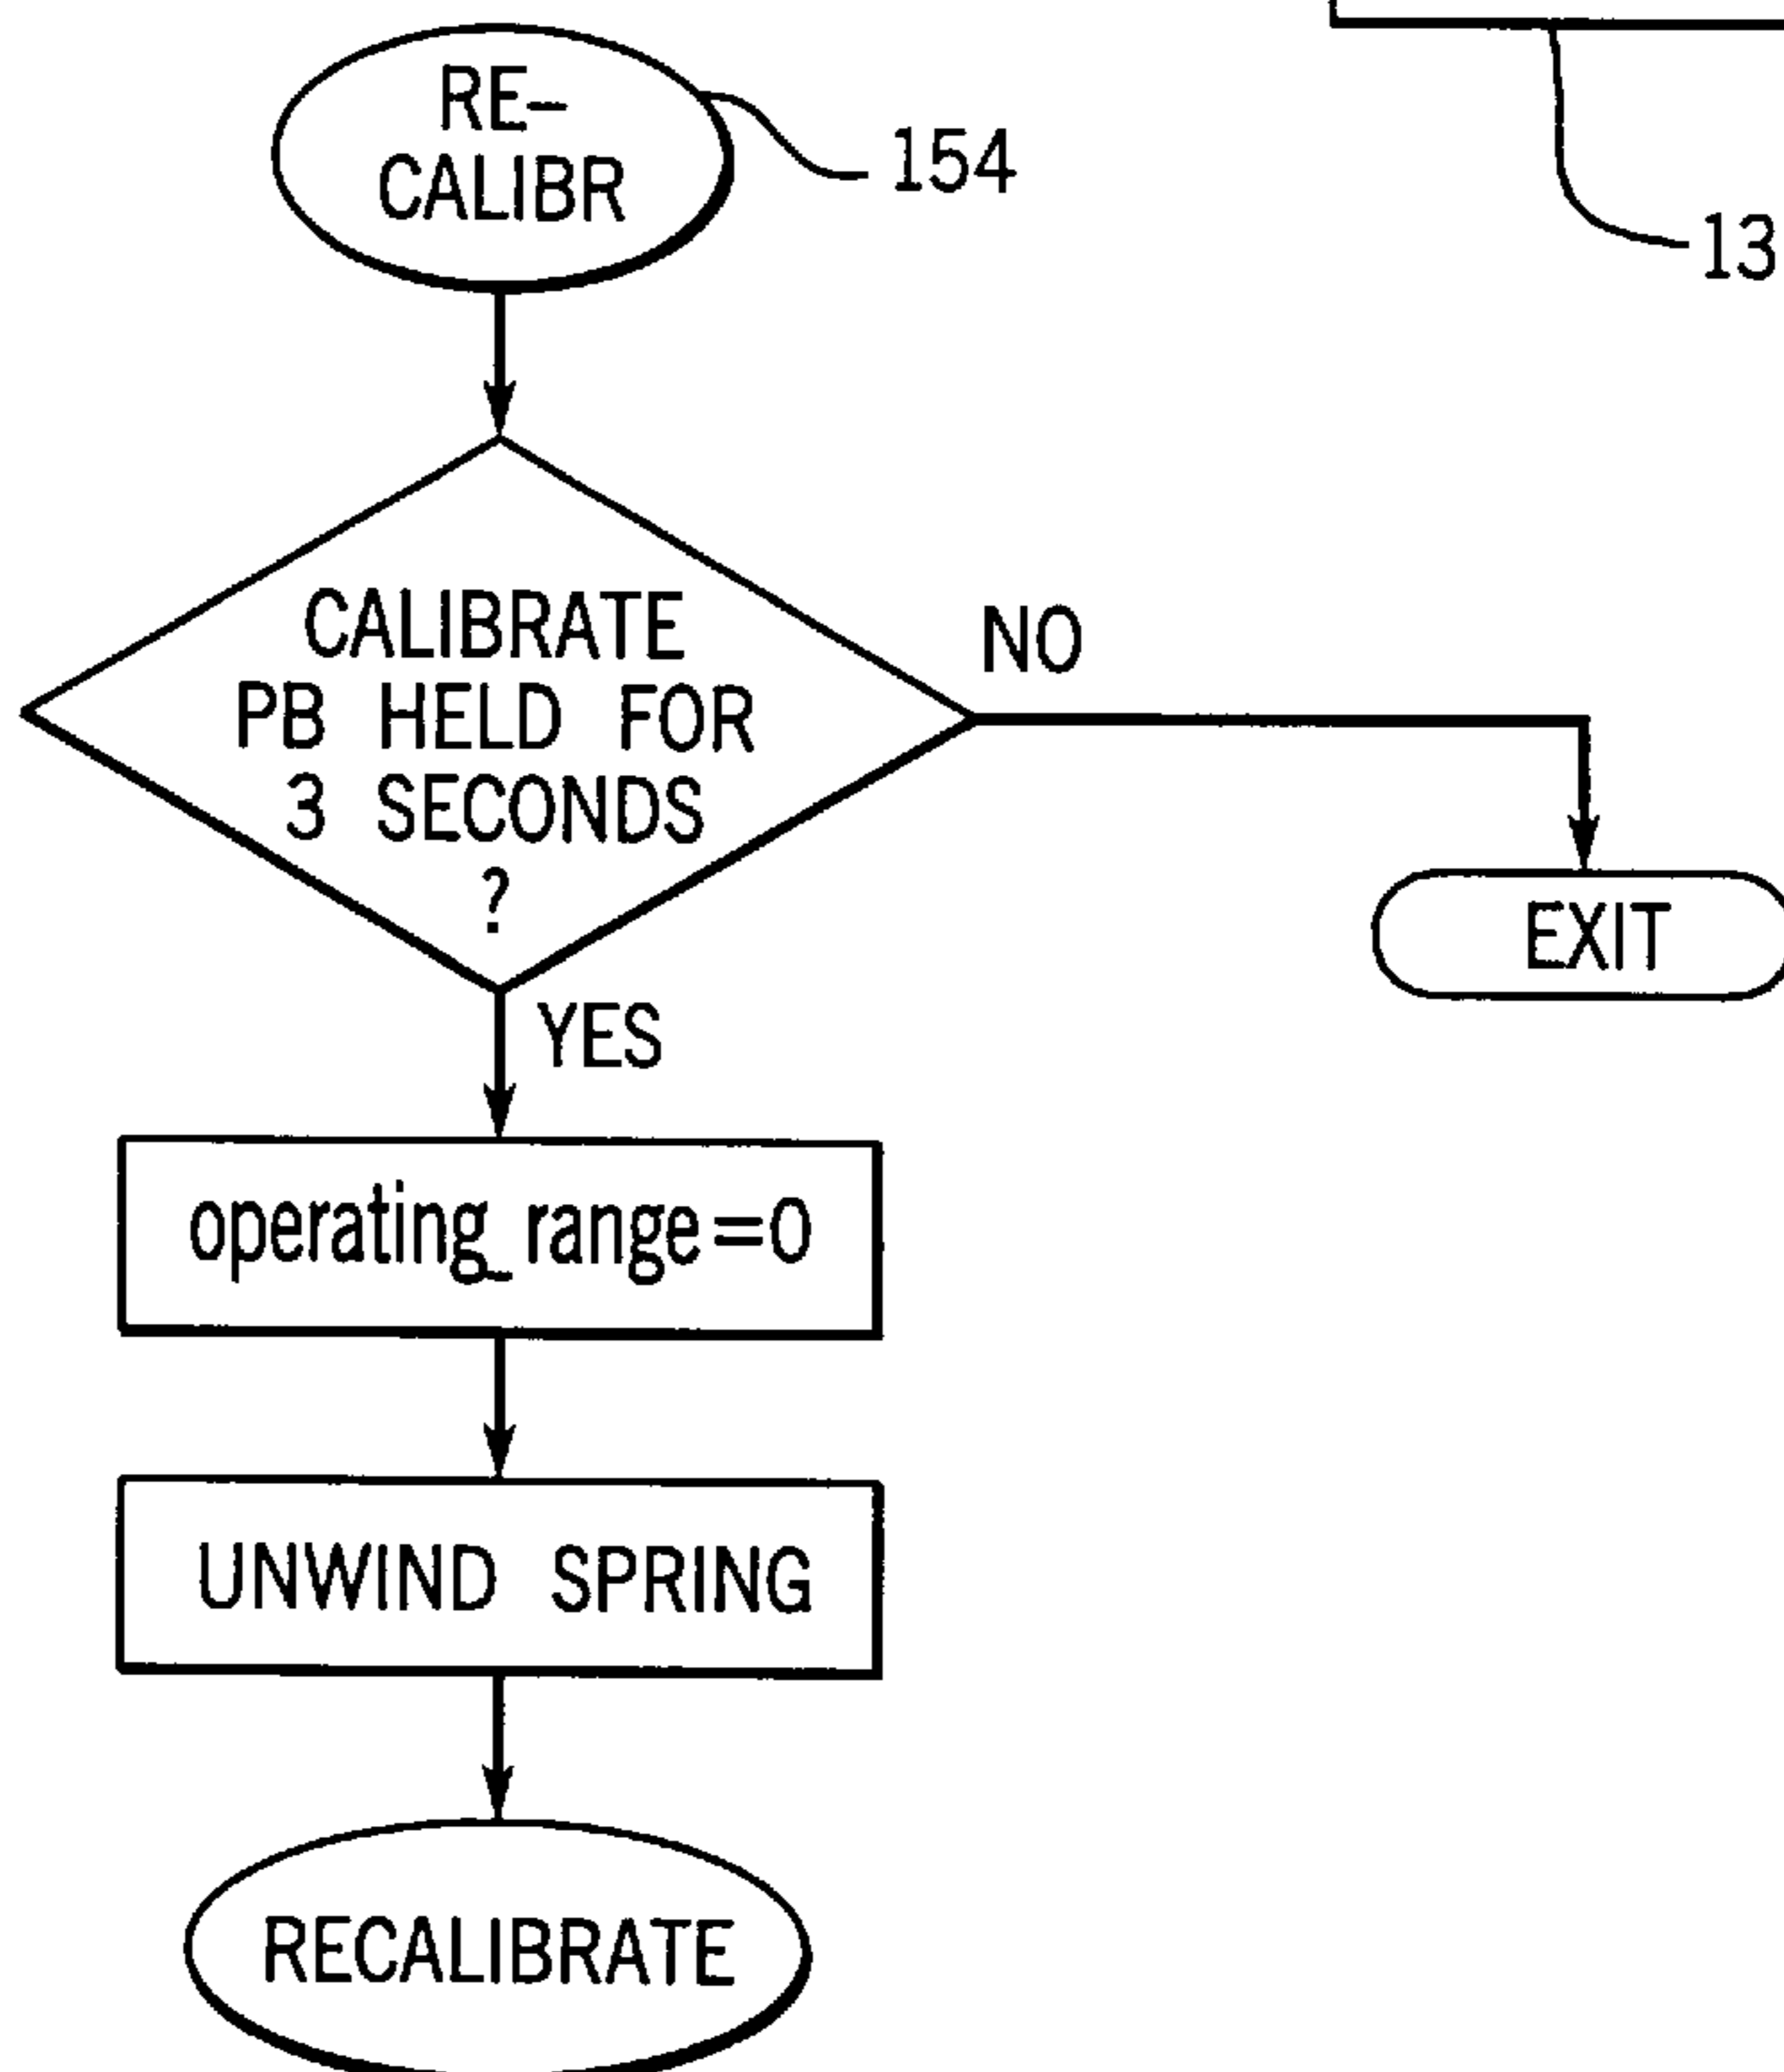 RE-
CALIBR
154
13
CALIBRATE
PB HELD FOR
3 SECONDS
?
NO
EXIT
YES
operating_range=0
UNWIND SPRING
RECALIBRATE